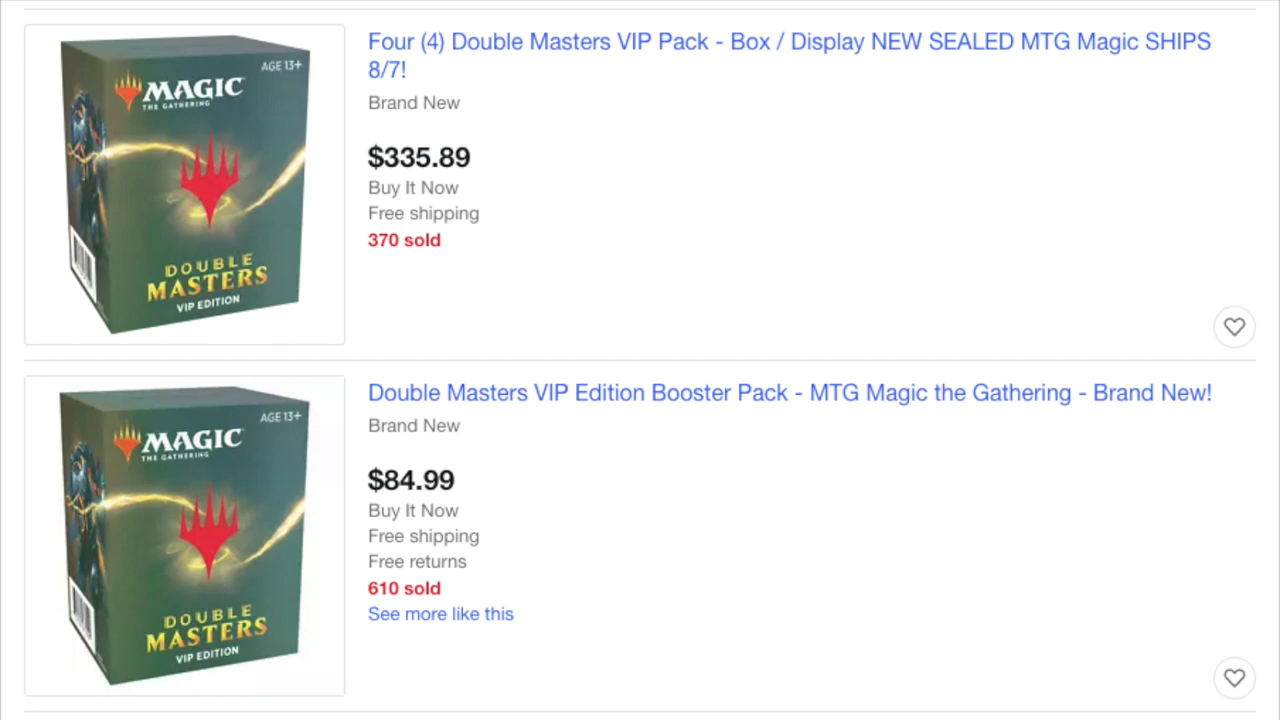 AGE 13+
MAGIC
THE GATHERING
DOUBLE
MASTERS
VIP EDITION
Four (4) Double Masters VIP Pack - Box / Display NEW SEALED MTG Magic SHIPS
8/7!
Brand New
$335.89
Buy It Now
Free shipping
370 sold
AGE 13+
MAGIC
THE GATHERING
DOUBLE
MASTERS
VIP EDITION
Double Masters VIP Edition Booster Pack - MTG Magic the Gathering - Brand New!
Brand New
$84.99
Buy It Now
Free shipping
Free returns
610 sold
See more like this